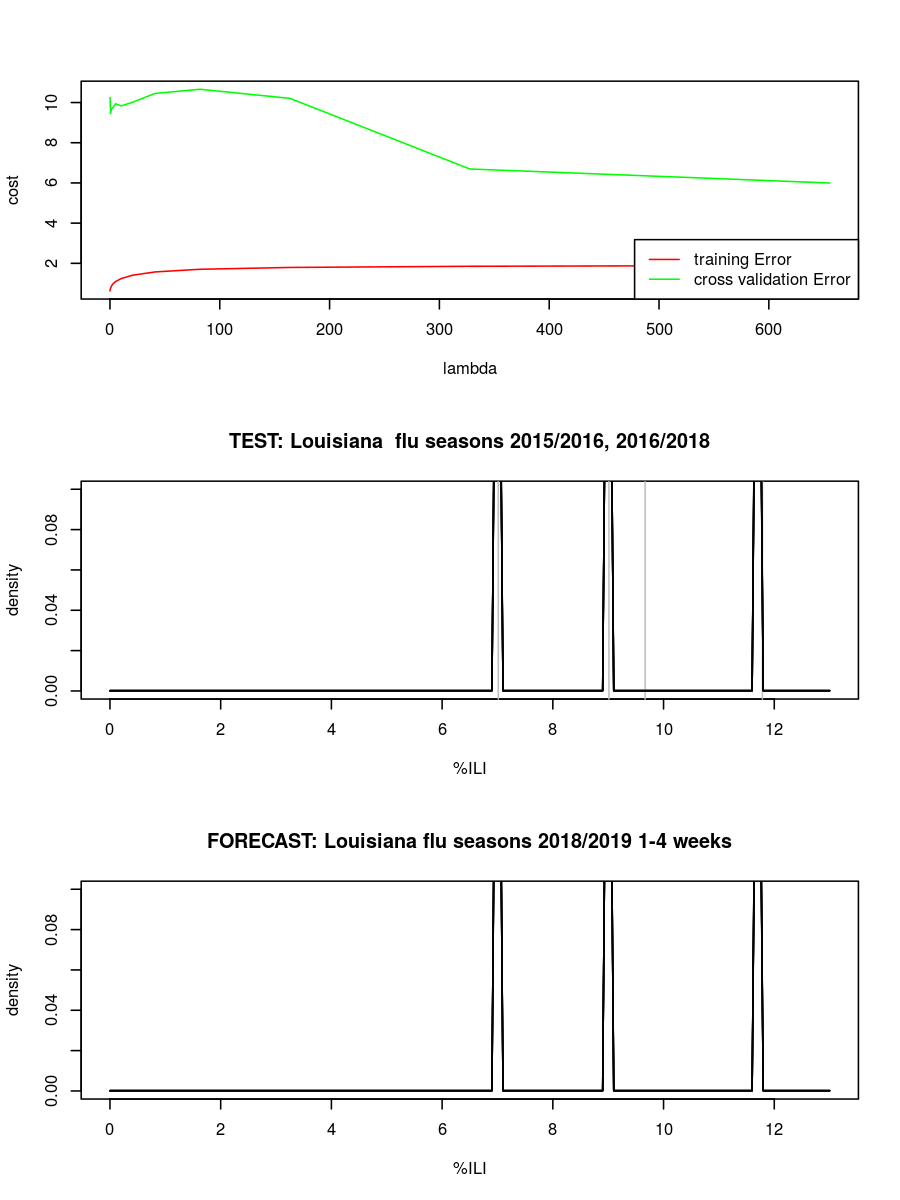 10
8
6
4
2
cost
training Error
cross validation Error
0 100 200 300 400 500 600
lambda
TEST: Louisiana  flu seasons 2015/2016, 2016/2018
0.08
0.04
0.00
density
0 2 4 6 8 10 12
%ILI
FORECAST: Louisiana flu seasons 2018/2019 1-4 weeks
0.08
0.04
0.00
density
0 2 4 6 8 10 12
%ILI